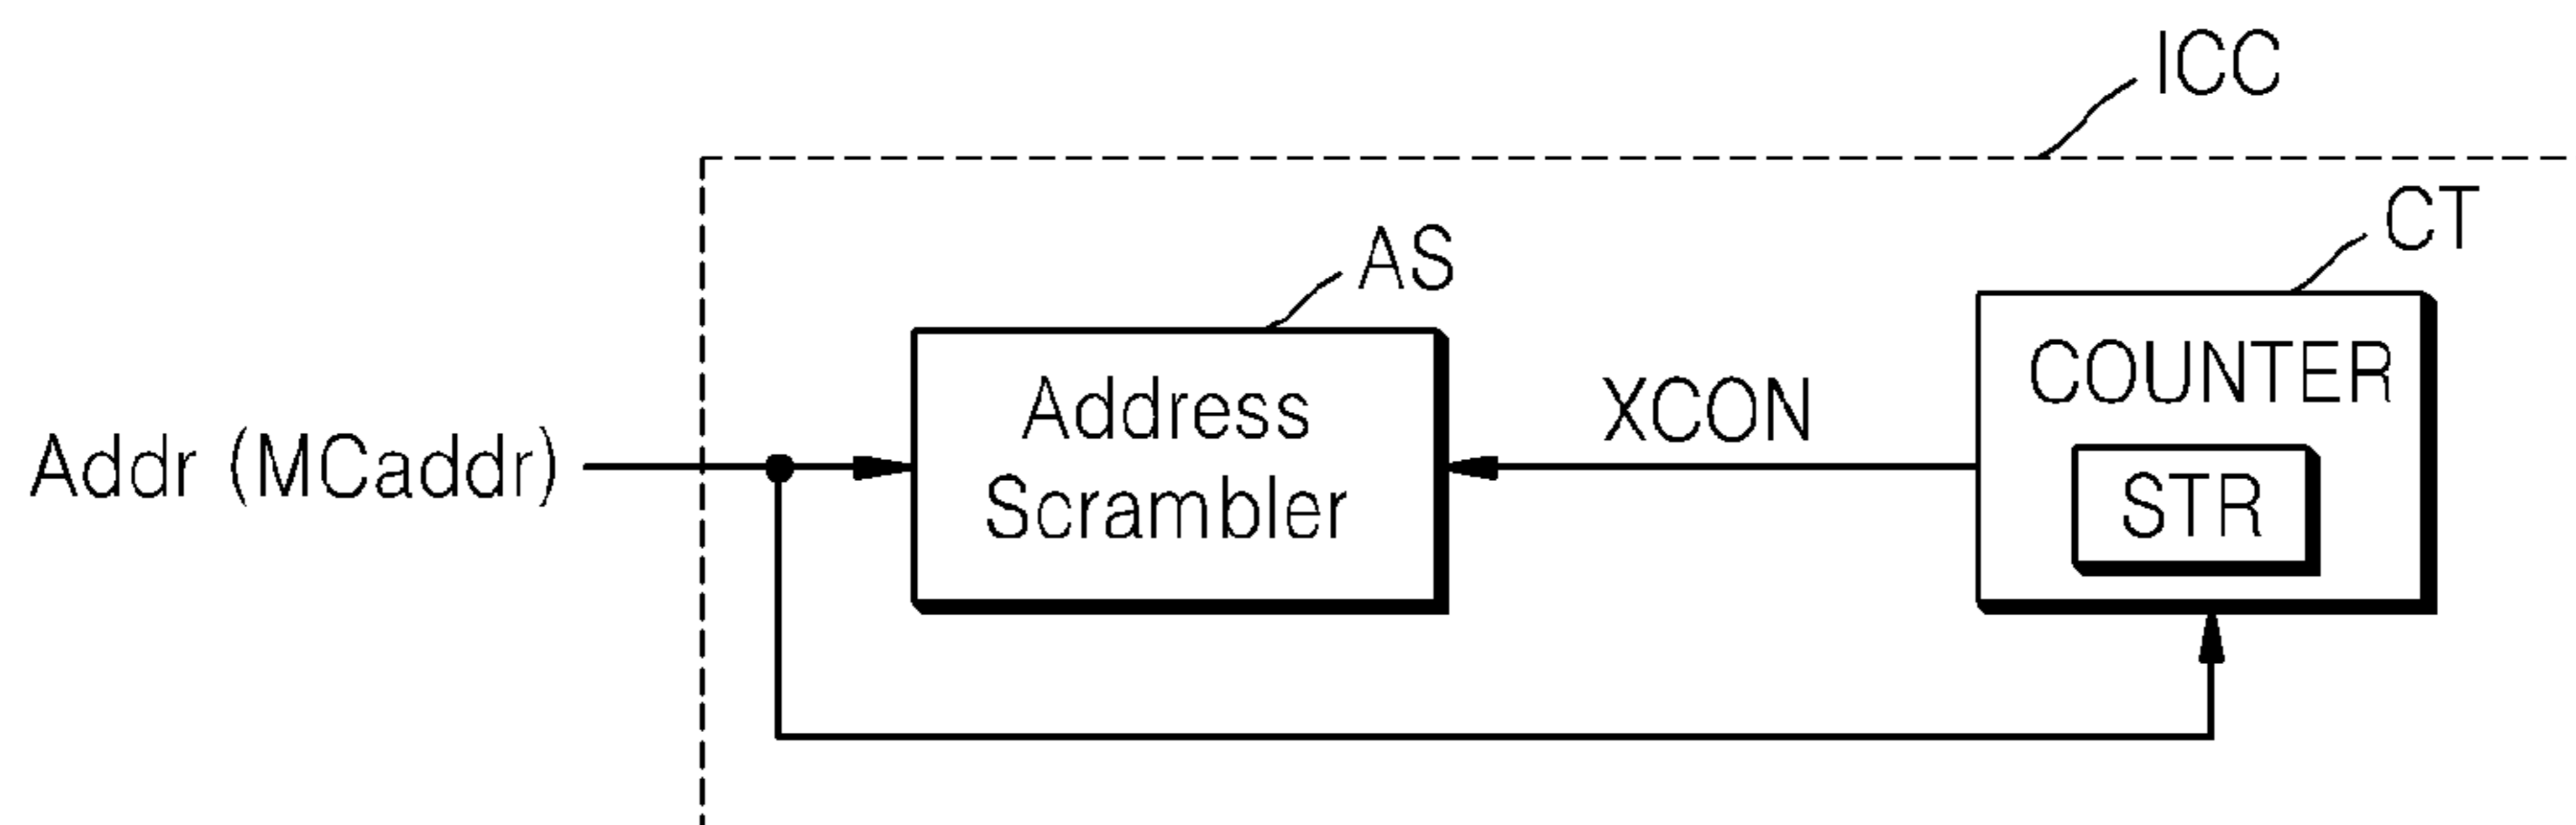 ICC
CT
AS
COUNTER
Address
XCON
Addr (MCaddr)
Scrambler
STR